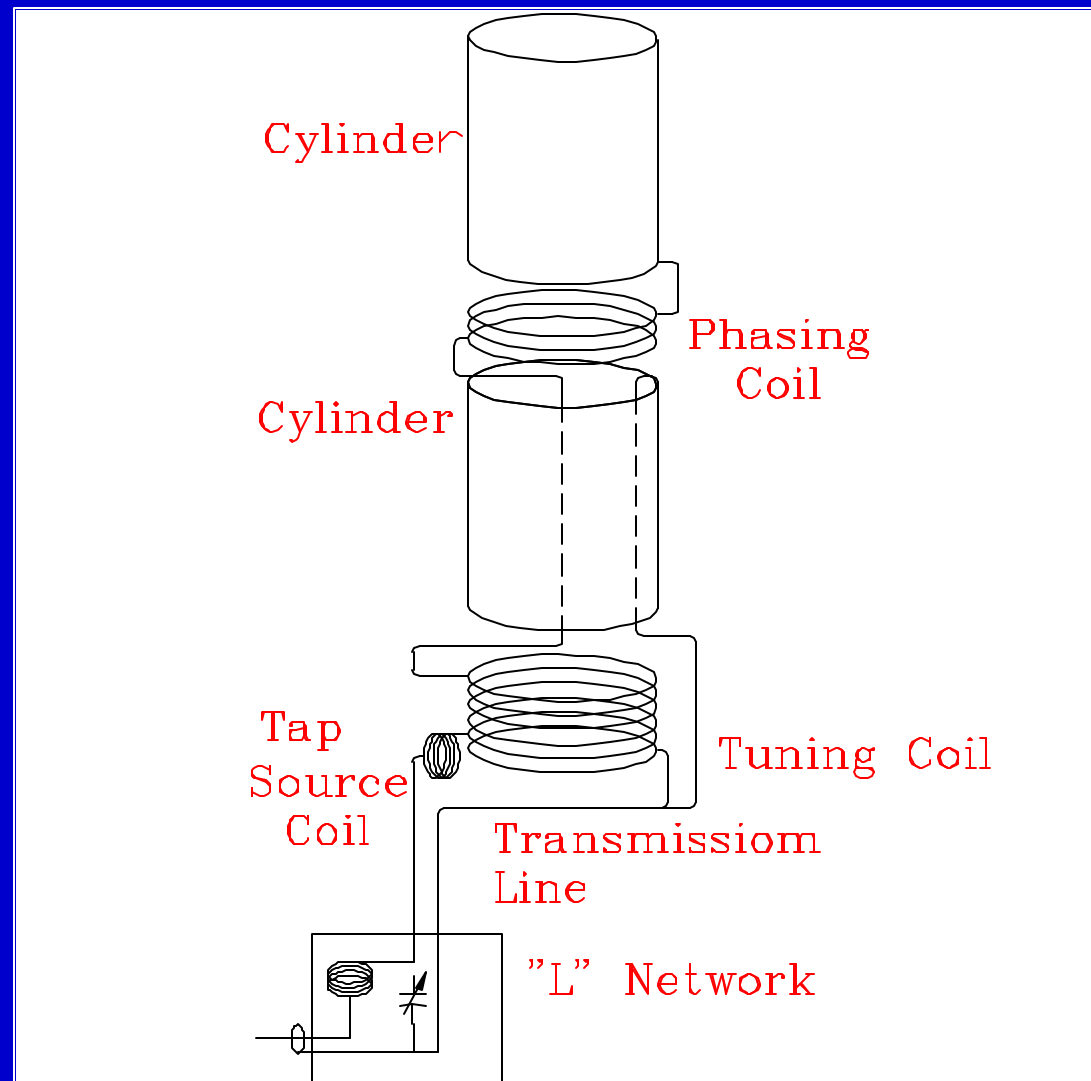 Cylinder
Phasing
Coil
Cylinder
Tap
Source
Coil
Tuning Coil
Transmissiom
Line
"L" Network